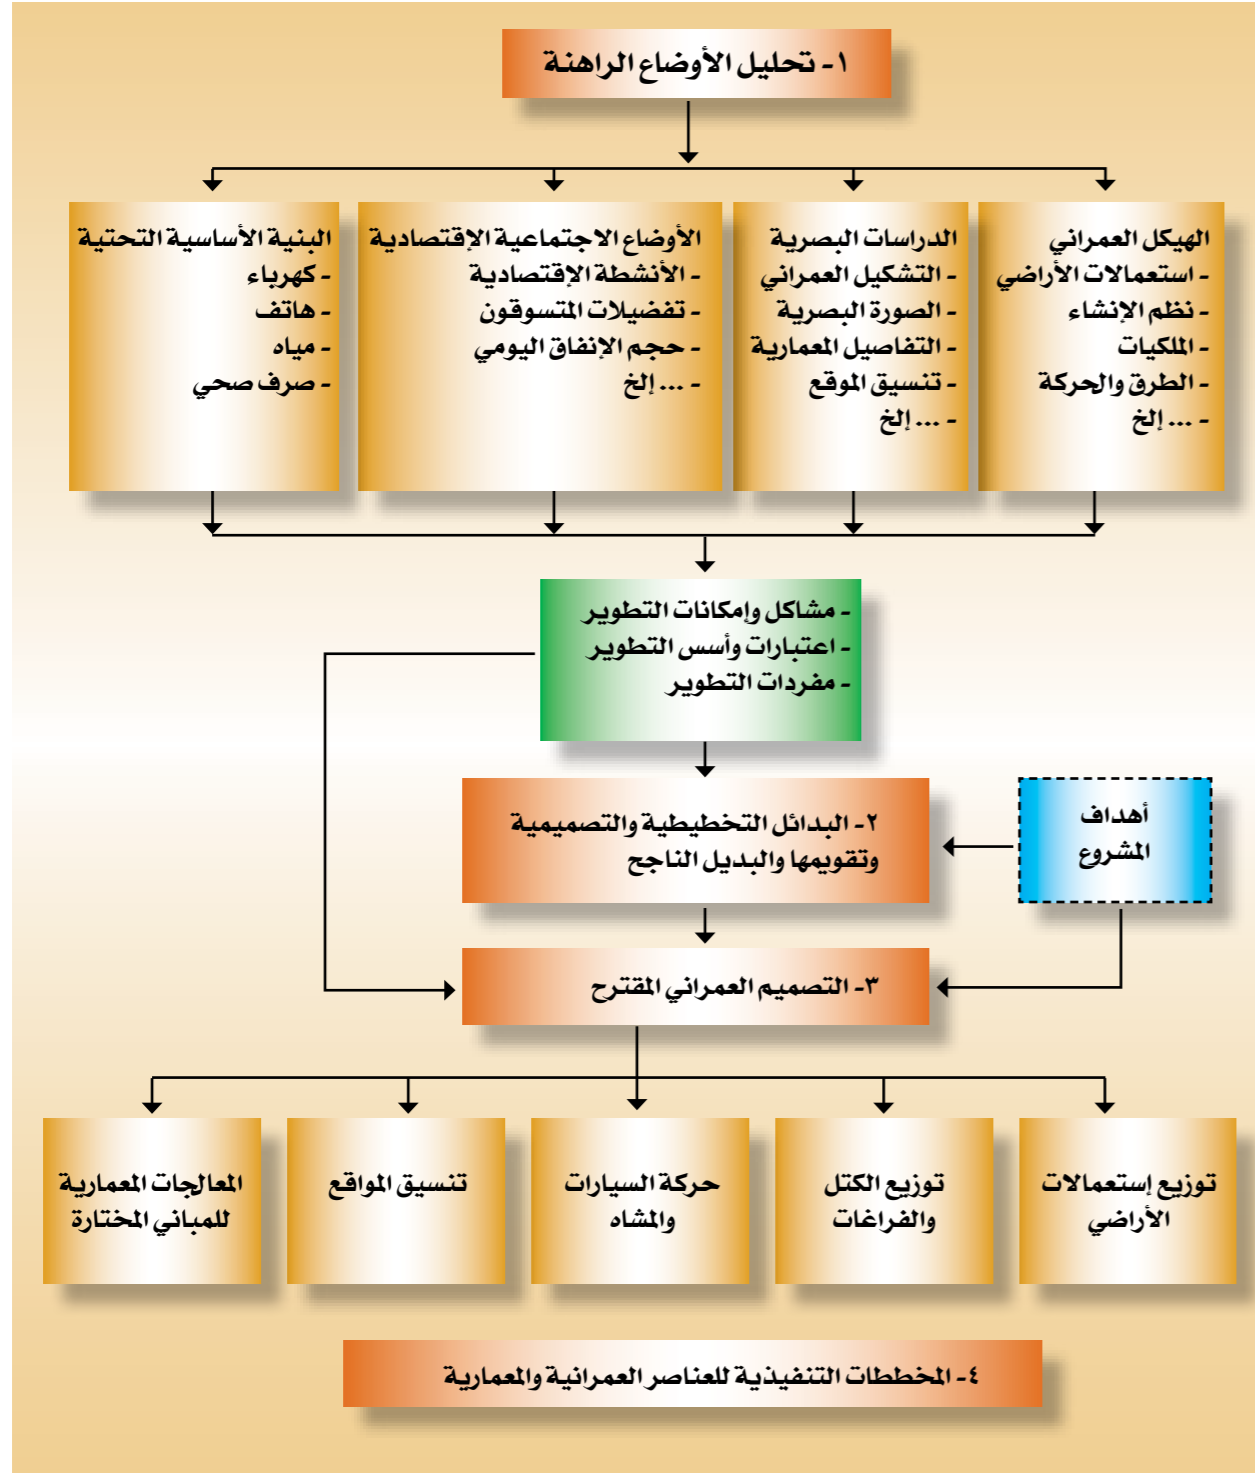 ١- تحليل الأوضاع الراهنة
الهيكل العمراني
- استعمالات الأراضي
- نظم الإنشاء
- الملكيات
- الطرق والحركة
- ... إلخ
الدراسات البصرية
- التشكيل العمراني
- الصورة البصرية
- التفاصيل المعمارية
- تنسيق الموقع
- ... إلخ
الأوضاع الاجتماعية الإقتصادية
- الأنشطة الإقتصادية
- تفضيلات المتسوقون
- حجم الإنفاق اليومي
- ... إلخ
البنية الأساسية التحتية
- كهرباء
- هاتف
- مياه
- صرف صحي
- مشاكل وإمكانات التطوير
- اعتبارات وأسس التطوير
- مفردات التطوير
٢- البدائل التخطيطية والتصميمية
وتقويمها والبديل الناجح
أهداف
المشروع
٣- التصميم العمراني المقترح
توزيع إستعمالات
الأراضي
توزيع الكتل
والفراغات
حركة السيارات
والمشاه
تنسيق المواقع
المعالجات المعمارية
للمباني المختارة
٤- المخططات التنفيذية للعناصر العمرانية والمعمارية